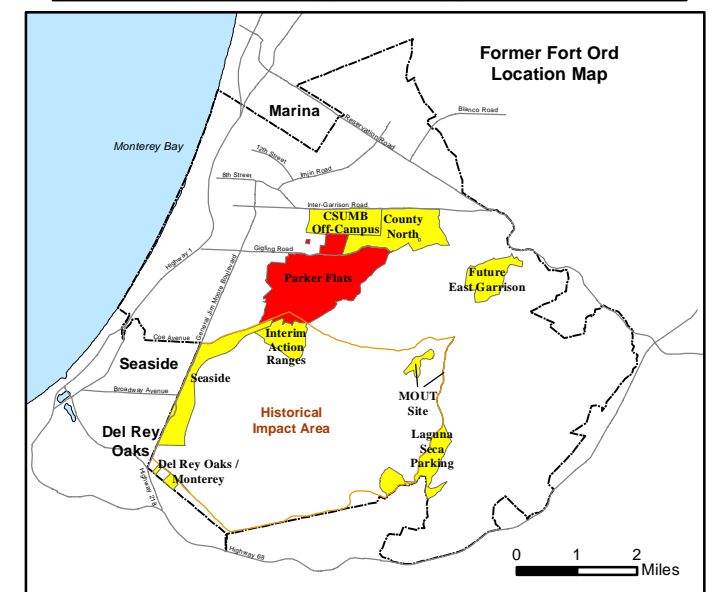 Former Fort Ord
Location Map
Marina
Blanco Road
Reservation Road
Monterey Bay
12th Street
Imjin Road
8th Street
Inter-Garrison Road
CSUMB
Off-Campus
County
North
Gigling Road
Highway 1
General Jim Moore Boulevard
Parker Flats
Future
East Garrison
Coe Avenue
Interim
Action
Ranges
Seaside
Seaside
Broadway Avenue
MOUT
Site
Historical
Impact Area
Del Rey
Oaks
Laguna
Seca
Parking
Del Rey Oaks /
Monterey
Highway 218
Highway 68
0 1 2
Miles